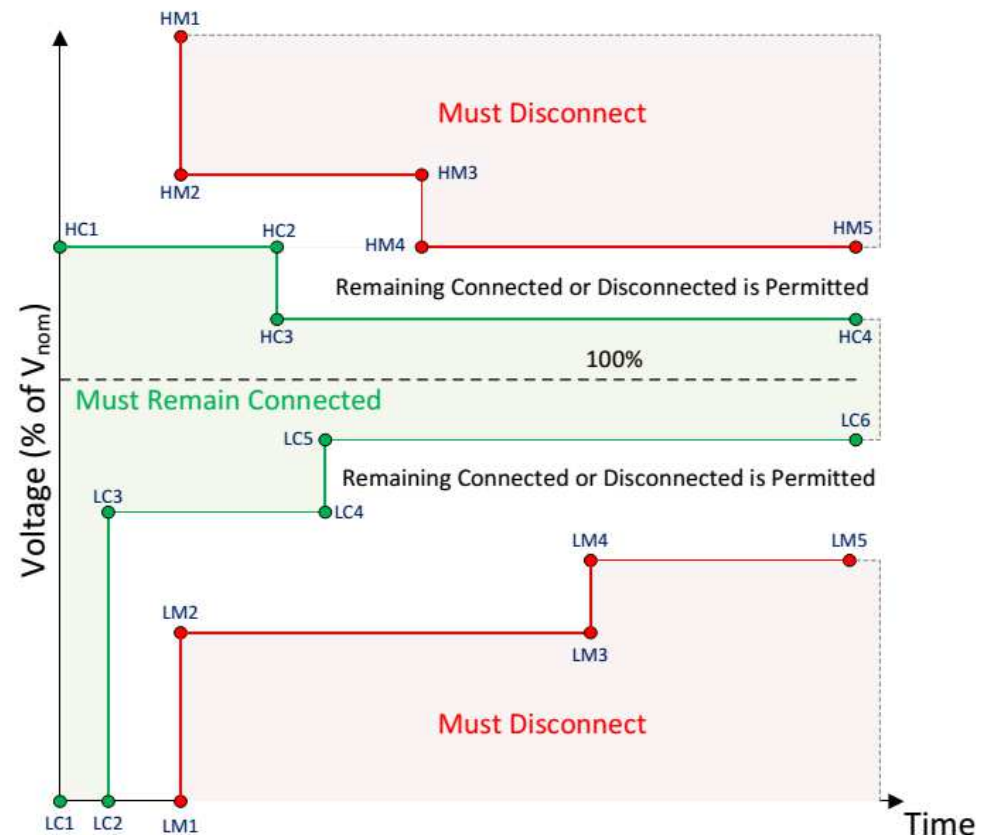 HM1
Must Disconnect
HM3
HM2
HC1
HC2
HM4
HM5
Remaining Connected or Disconnected is Permitted
HC3
HC4
100%
Must Remain Connected
LC5
LC6
Remaining Connected or Disconnected is Permitted
LC3
LC4
LM4
LM5
LM2
LM3
Must Disconnect
LC1
LC2
LM1
Time
Voltage (% of Vnom)